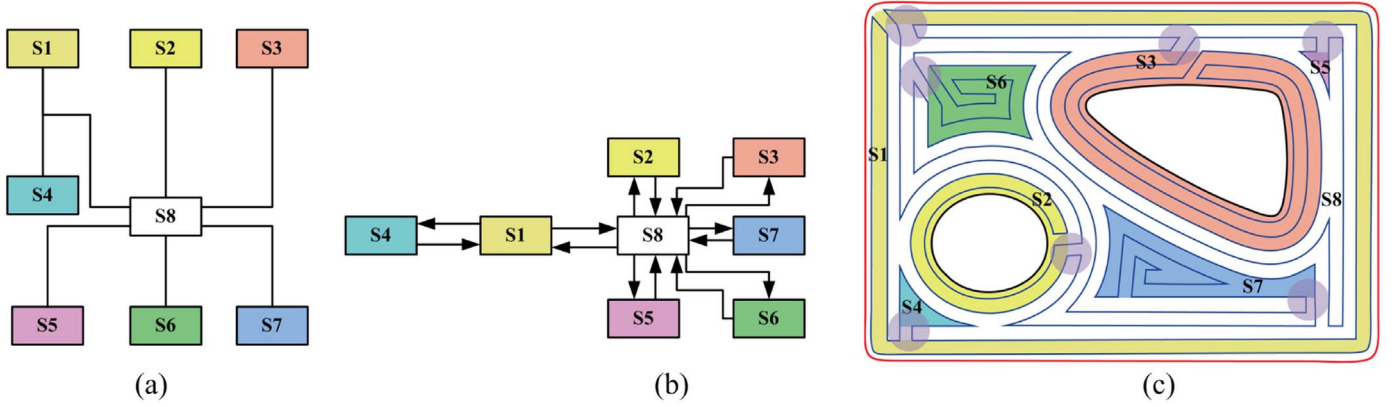 S1 S2 S3
S4
S8
S5 S6 S7
(a)
S2 S3
S4 S1 S8 S7
S5 S6
(b)
S3
S5
S6
S1
S2
S8
S7
S4
(c)